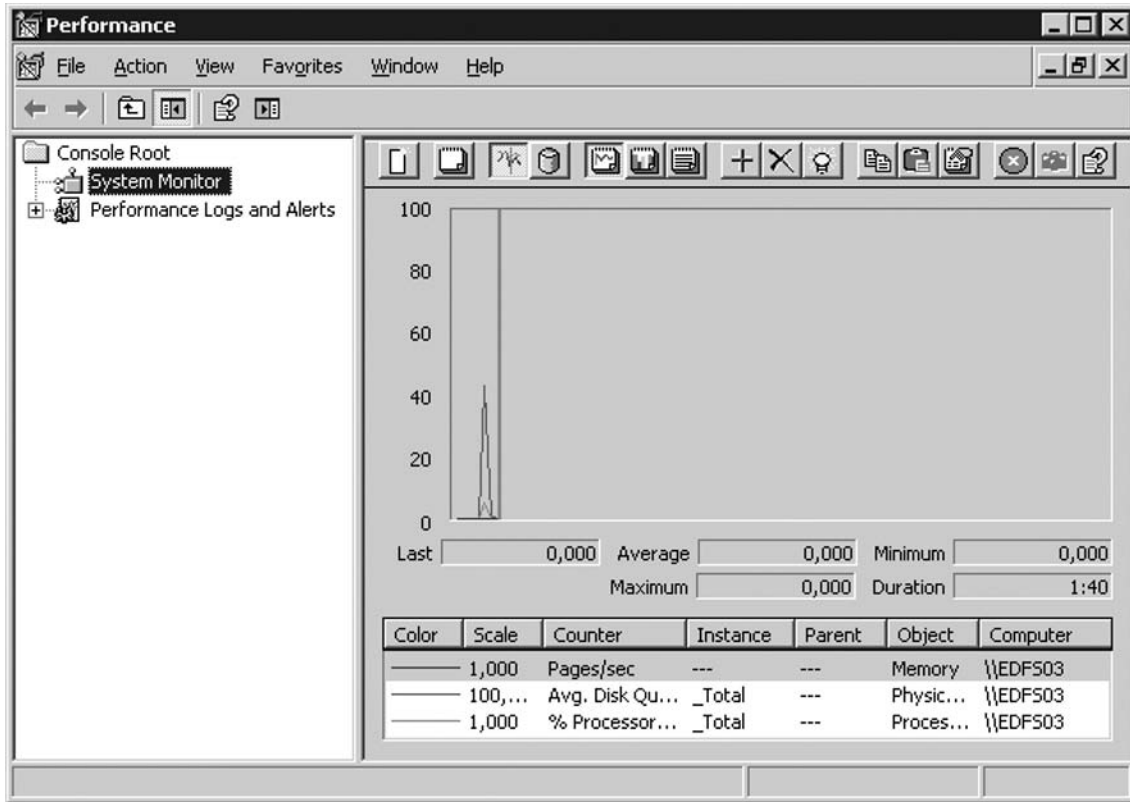 Performance
File Action View Favorites Window Help
Console Root
System Monitor
Performance Logs and Alerts
100
80
60
40
20
0
Last 0,000 Average 0,000 Minimum 0,000
Maximum 0,000 Duration 1:40
Color Scale Counter Instance Parent Object Computer
1,000 Pages/sec --- --- Memory \\EDFS03
100,... Avg. Disk Qu... _Total --- Physic... \\EDFS03
1,000 % Processor... _Total --- Proces... \\EDFS03